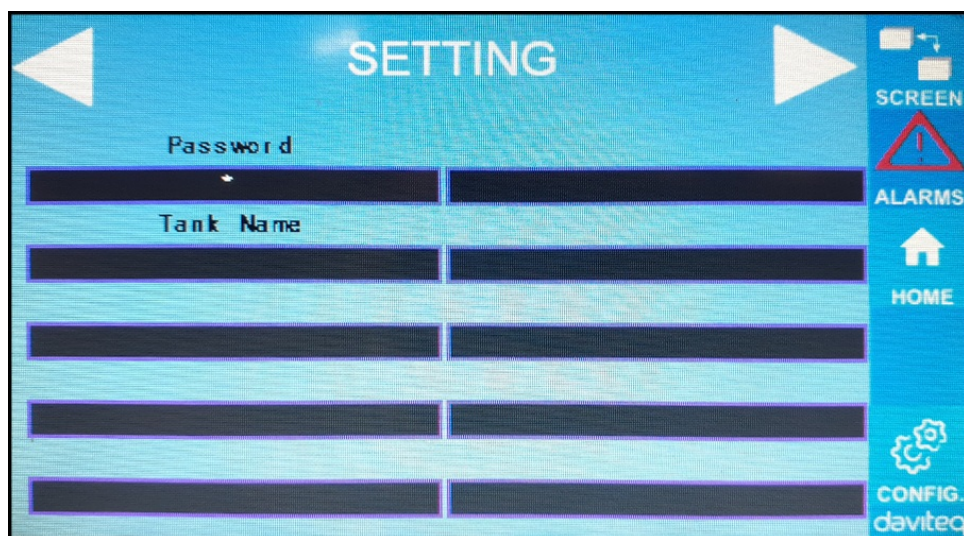 SETTING
SCREEN
Password
*
ALARMS
Tank Name
HOME
CONFIG.
daviteq